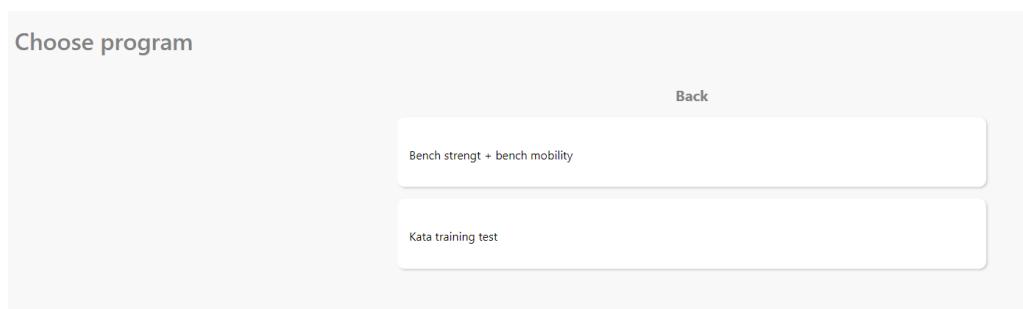 Choose program
Back
Bench strengt + bench mobility
Kata training test